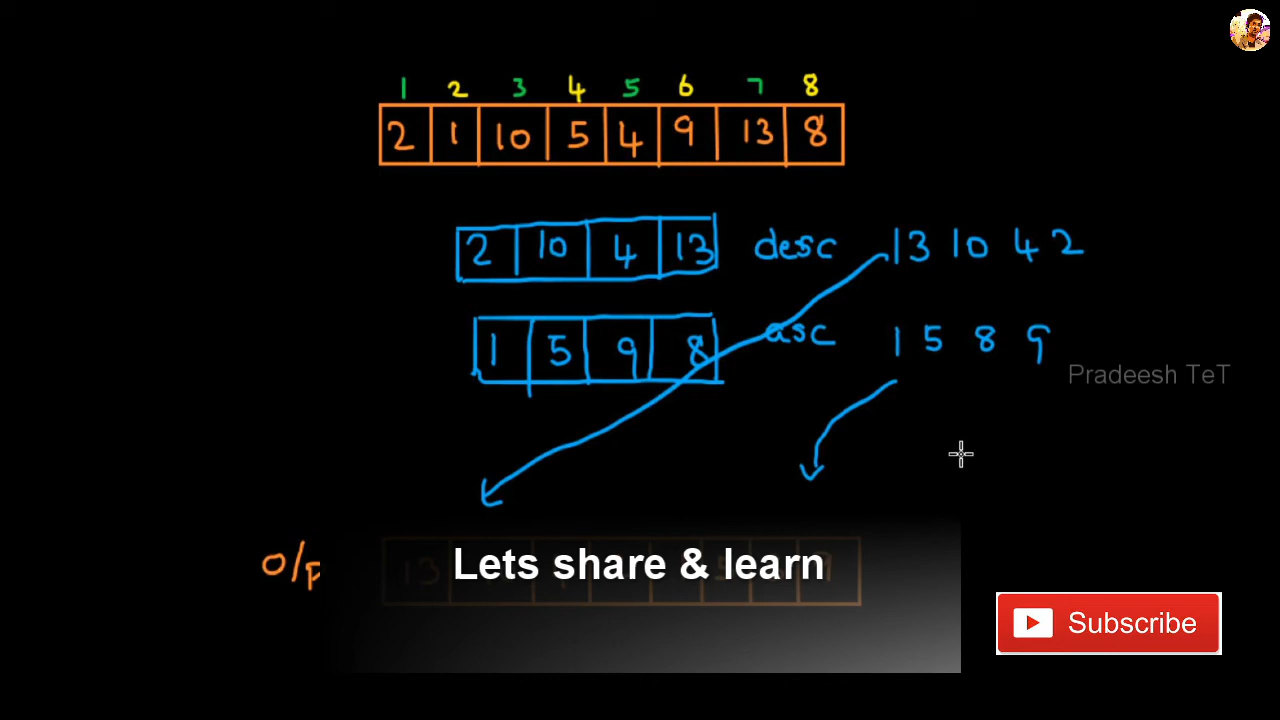 1 2 3 4 5 6 7 8
2 1 10 5 4 9 13 8
2 10 4 13 desc 13 10 4 2
1 5 9 8 asc 1 5 8 9
Pradeesh TeT
o/p 13
Lets share & learn
Subscribe